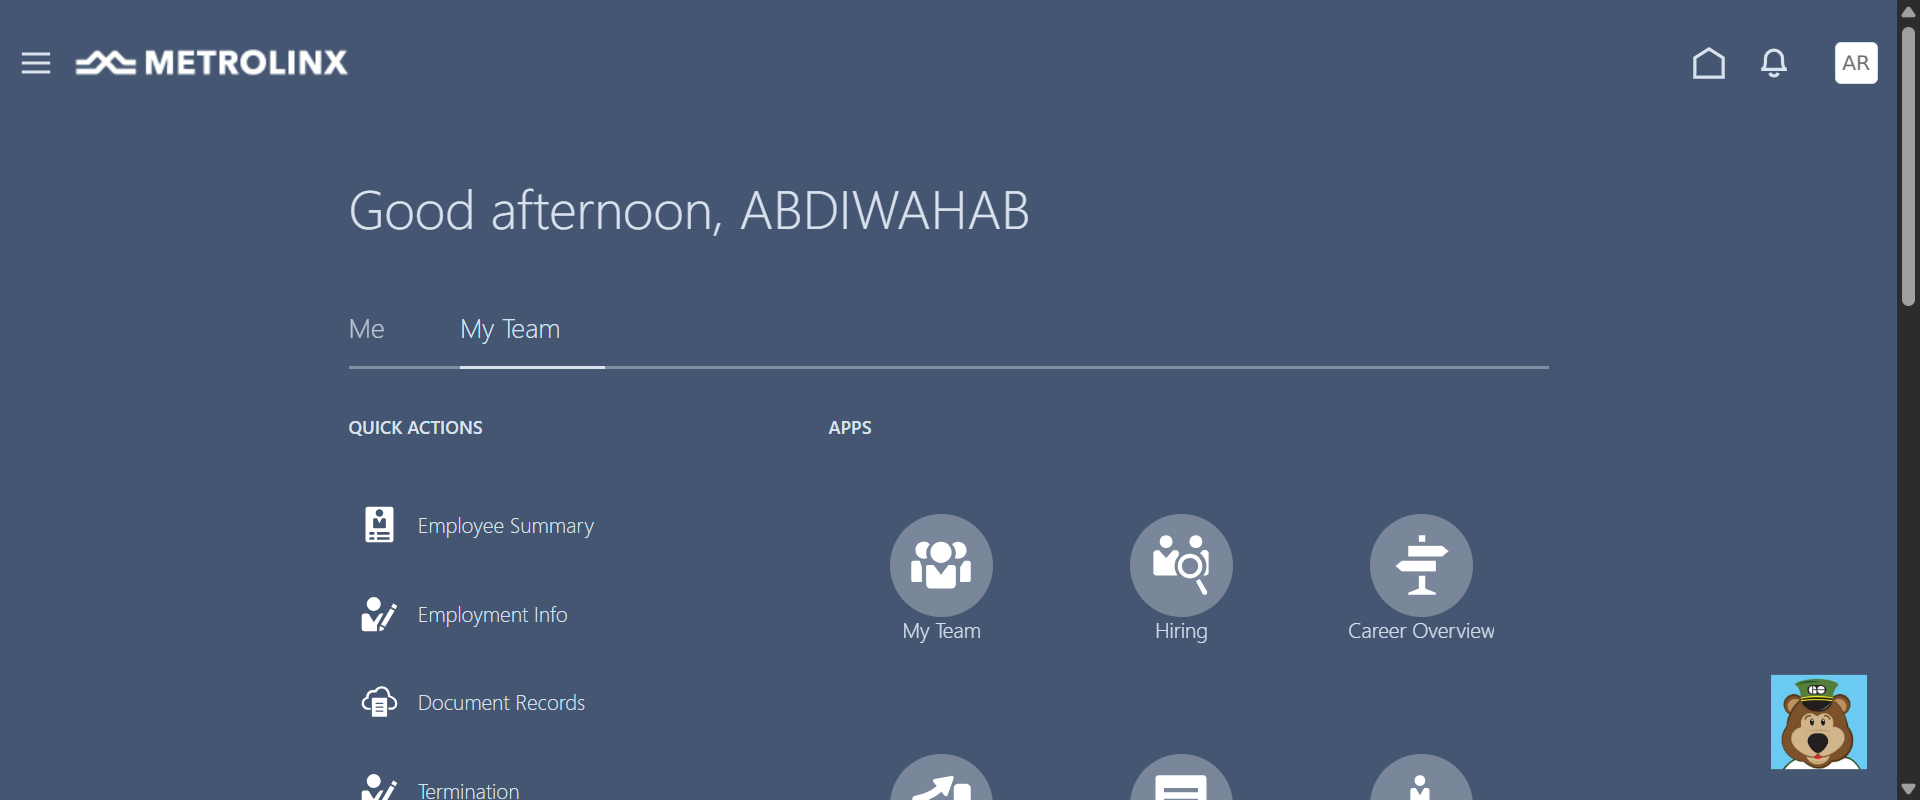 METROLINX
AR
Good afternoon, ABDIWAHAB
Me
My Team
QUICK ACTIONS
Employee Summary
Employment Info
Document Records
Termination
APPS
My Team
Hiring
Career Overview
GO